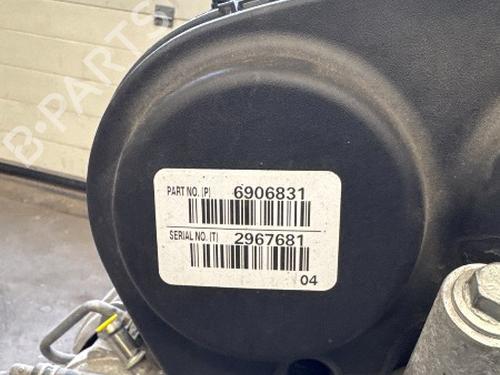 B-PARTS
PART NO. (P) 6906831
SERIAL NO. (T) 2967681
04